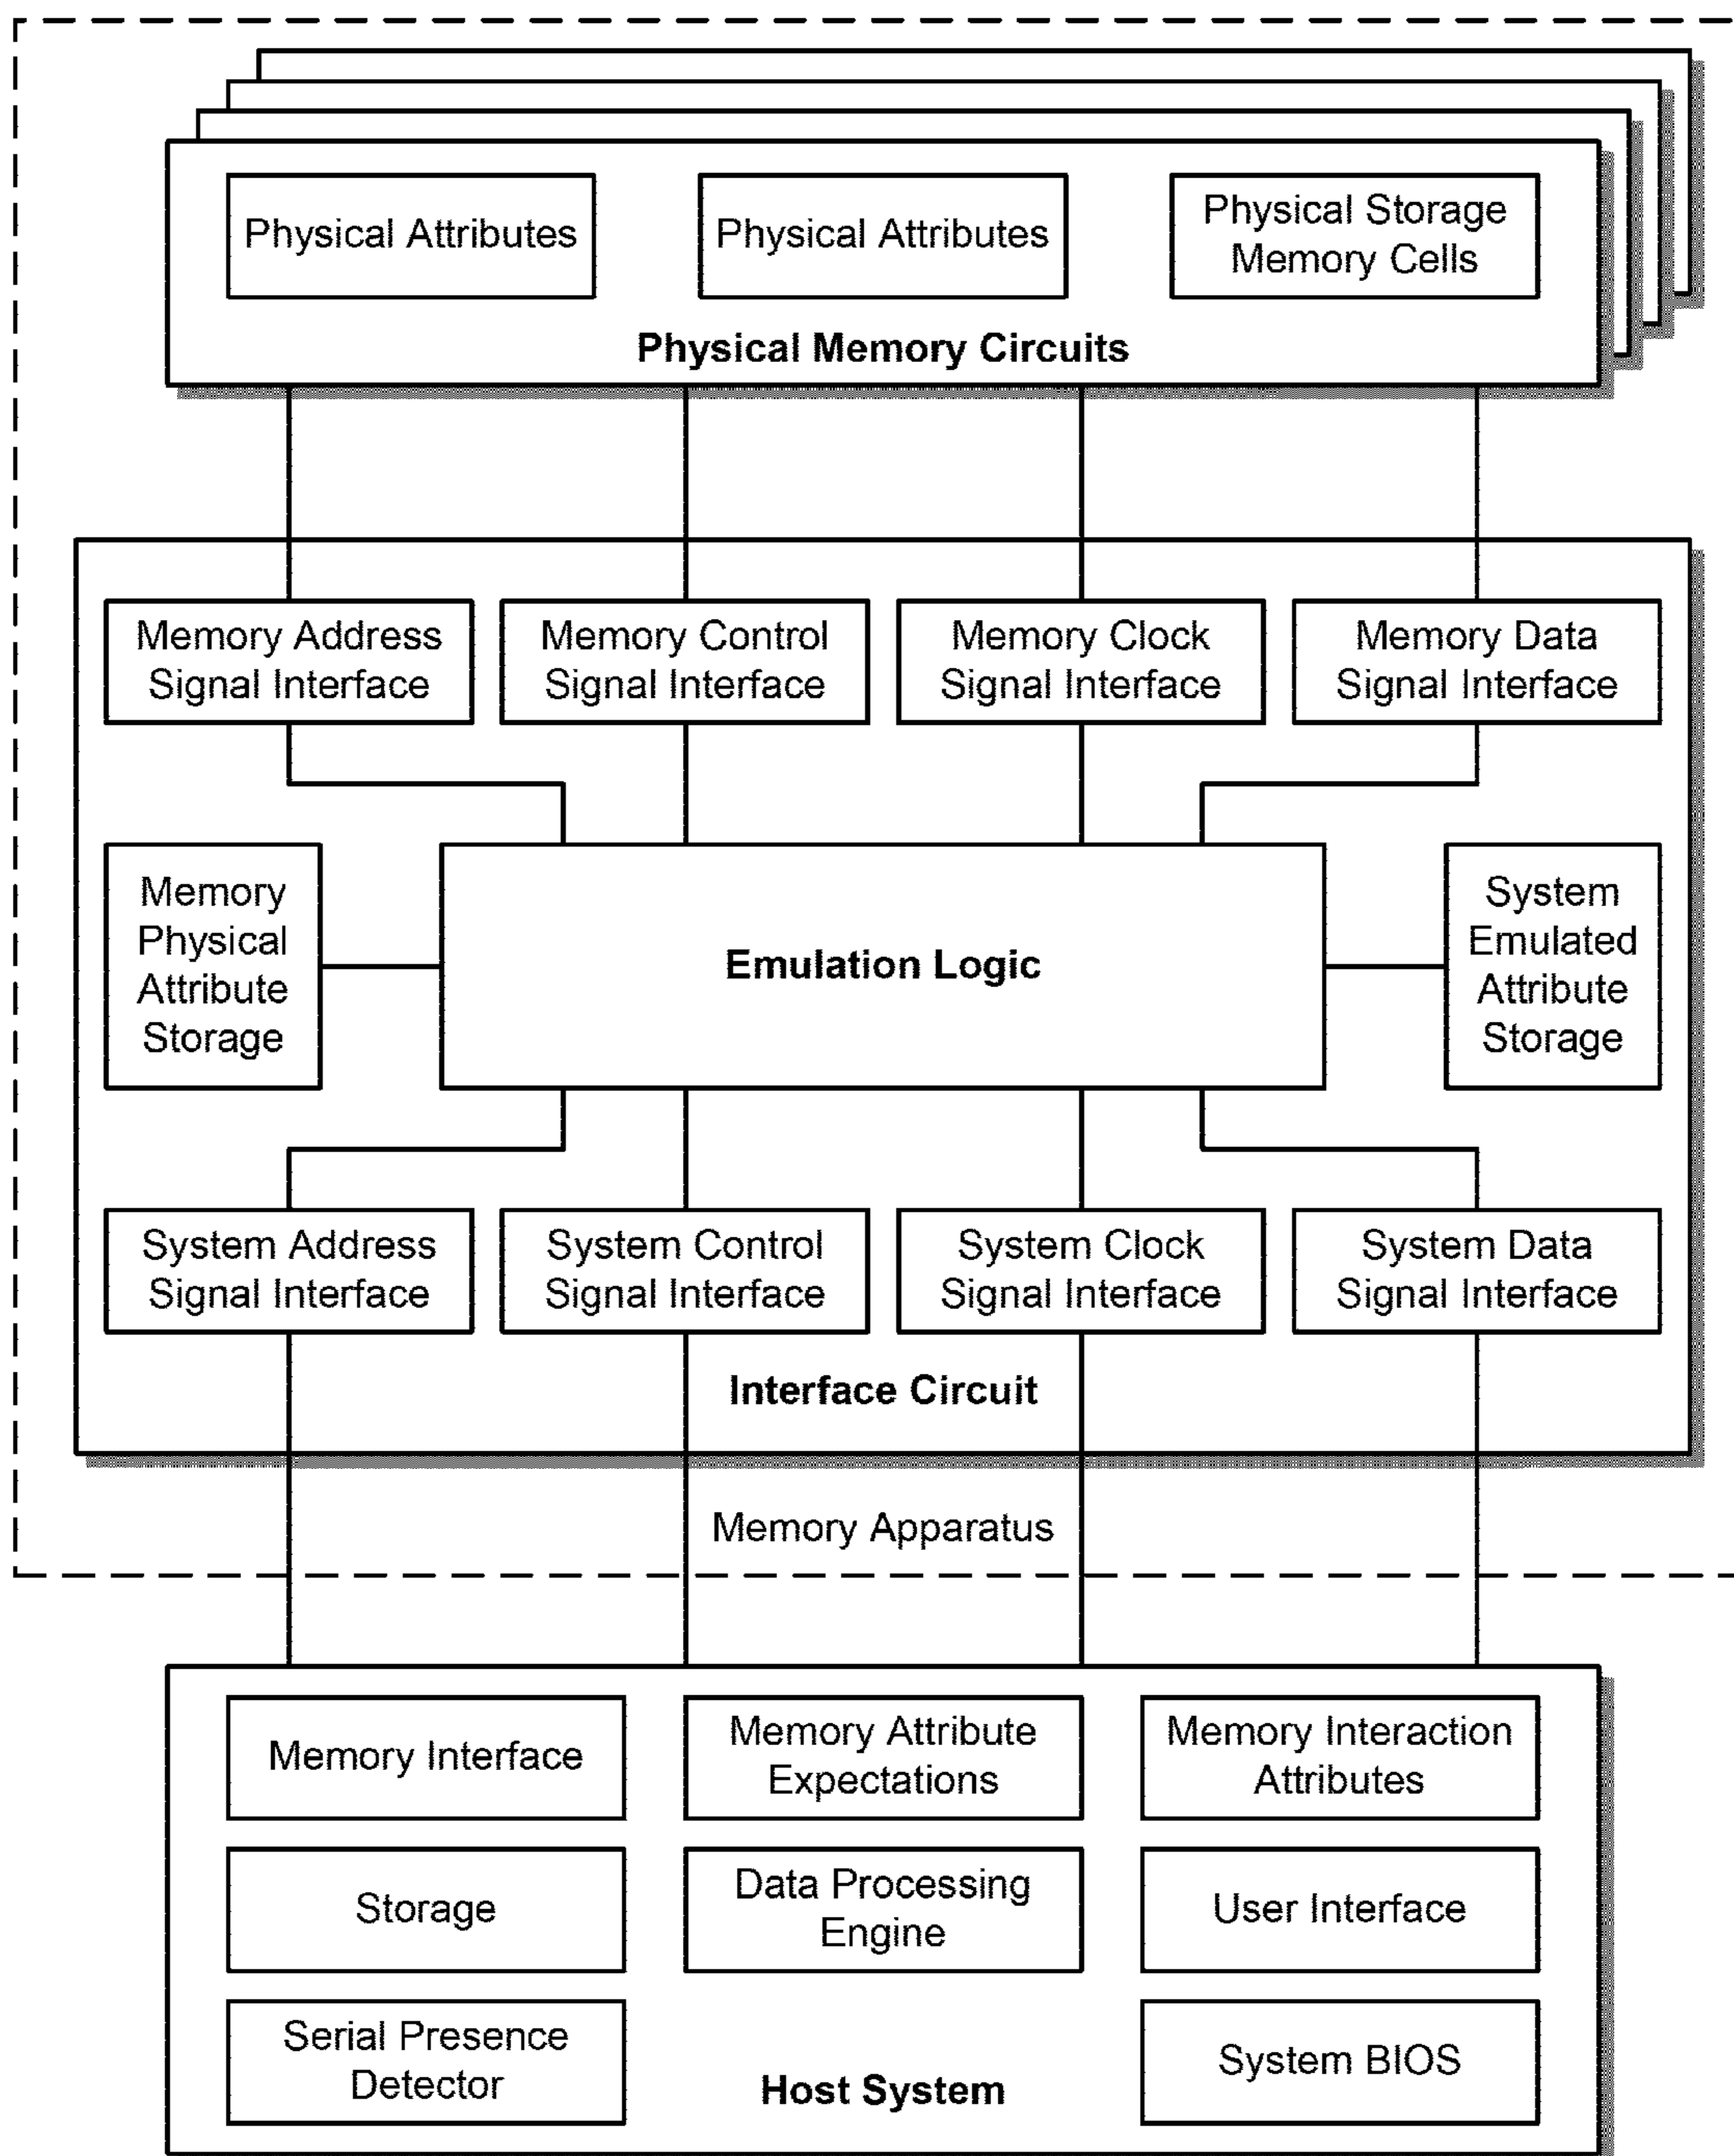 Physical Attributes
Physical Attributes
Physical Storage
Memory Cells
Physical Memory Circuits
Memory Address
Signal Interface
Memory Control
Signal Interface
Memory Clock
Signal Interface
Memory Data
Signal Interface
Memory
Physical
Attribute
Storage
Emulation Logic
System
Emulated
Attribute
Storage
System Address
Signal Interface
System Control
Signal Interface
System Clock
Signal Interface
System Data
Signal Interface
Interface Circuit
Memory Apparatus
Memory Interface
Memory Attribute
Expectations
Memory Interaction
Attributes
Storage
Data Processing
Engine
User Interface
Serial Presence
Detector
System BIOS
Host System